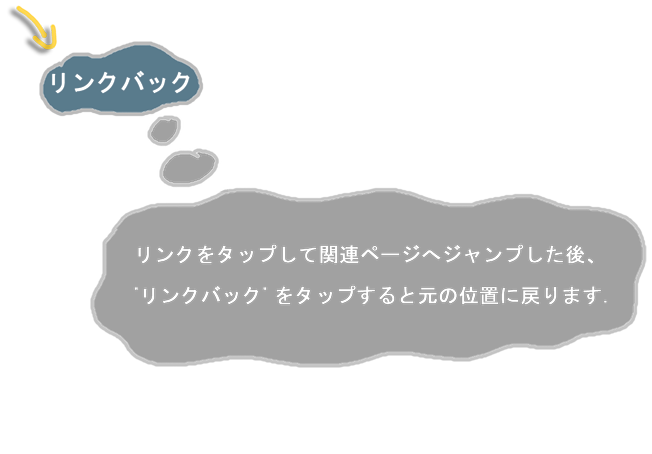 リンクバック
リンクをタップして関連ページへジャンプした後、
'リンクバック' をタップすると元の位置に戻ります.